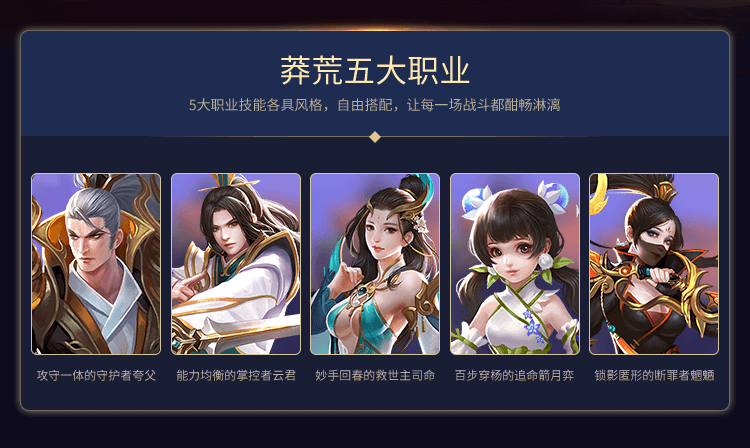 莽荒五大职业
5大职业技能各具风格，自由搭配，让每一场战斗都酣畅淋漓
攻守一体的守护者夸父
能力均衡的掌控者云君
妙手回春的救世主司命
百步穿杨的追命箭月弈
锁影匿形的断罪者魍魉